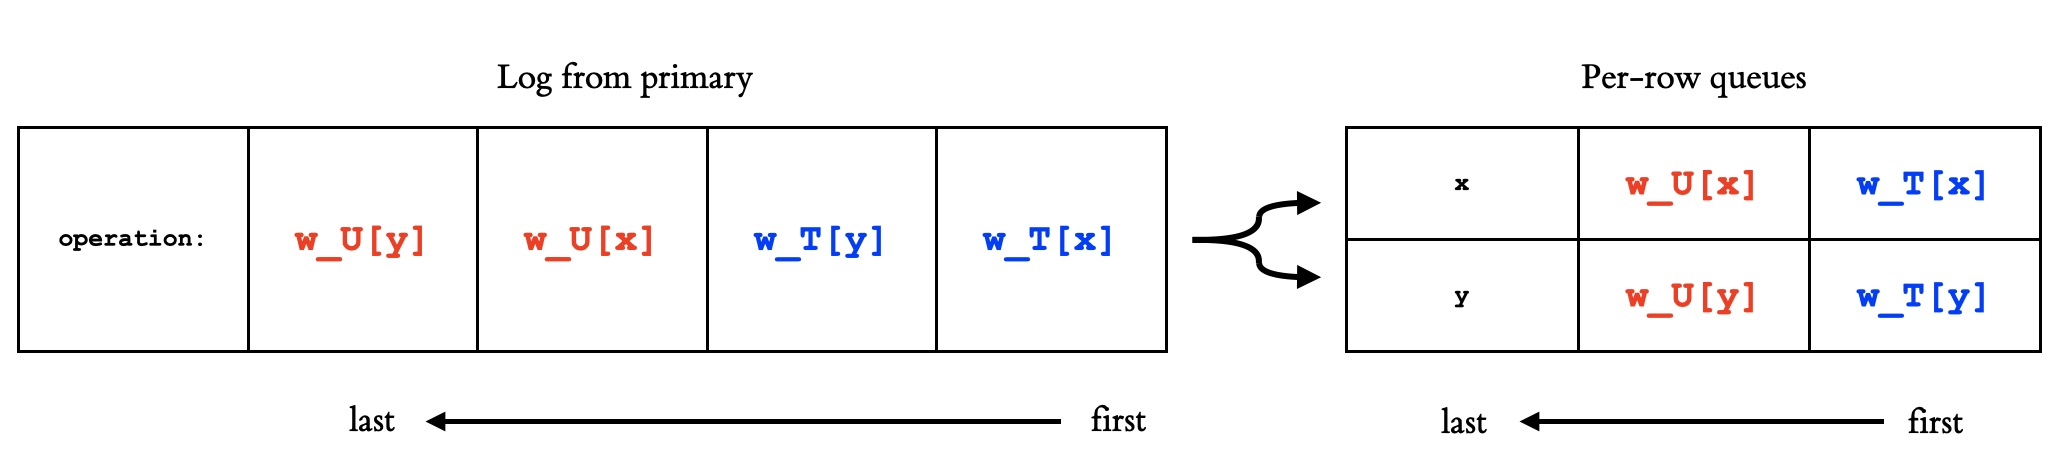 Log from primary
operation: w_U[y] w_U[x] w_T[y] w_T[x]
last first
Per-row queues
x w_U[x] w_T[x]
y w_U[y] w_T[y]
last first